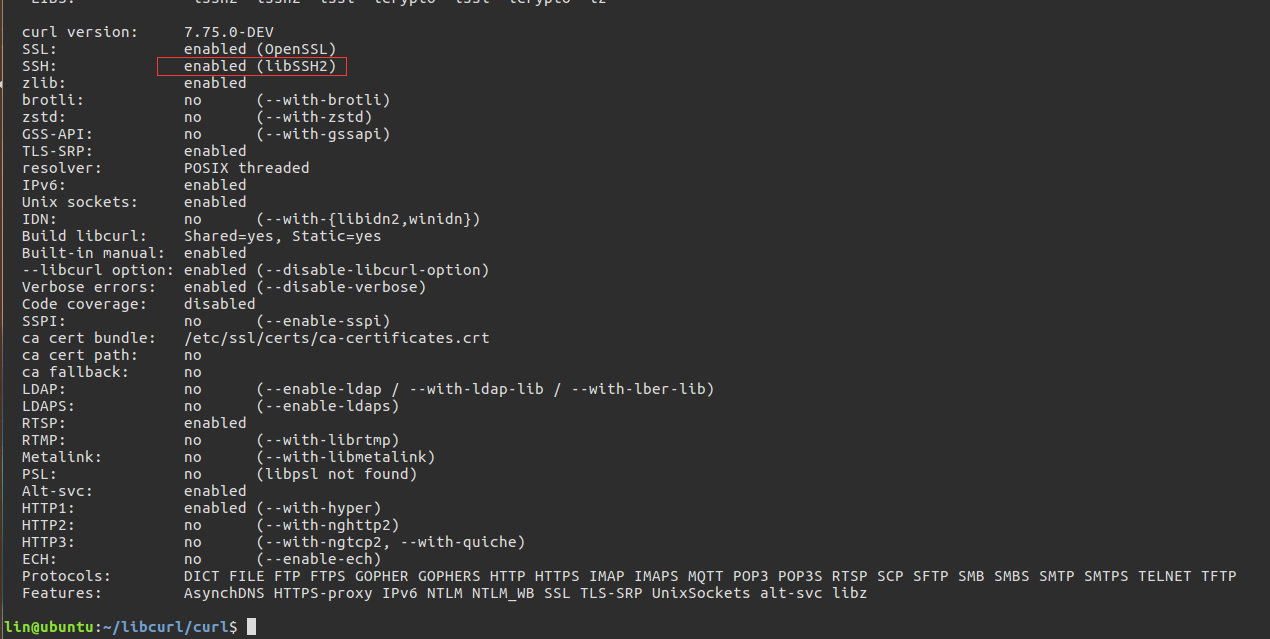 curl version:     7.75.0-DEV
SSL:              enabled (OpenSSL)
SSH:              enabled (libSSH2)
zlib:             enabled
brotli:           no      (--with-brotli)
zstd:             no      (--with-zstd)
GSS-API:          no      (--with-gssapi)
TLS-SRP:          enabled
resolver:         POSIX threaded
IPv6:             enabled
Unix sockets:     enabled
IDN:              no      (--with-{libidn2,winidn})
Build libcurl:    Shared=yes, Static=yes
Built-in manual:  enabled
--libcurl option: enabled (--disable-libcurl-option)
Verbose errors:   enabled (--disable-verbose)
Code coverage:    disabled
SSPI:             no      (--enable-sspi)
ca cert bundle:   /etc/ssl/certs/ca-certificates.crt
ca cert path:     no
ca fallback:      no
LDAP:             no      (--enable-ldap / --with-ldap-lib / --with-lber-lib)
LDAPS:            no      (--enable-ldaps)
RTSP:             enabled
RTMP:             no      (--with-librtmp)
Metalink:         no      (--with-libmetalink)
PSL:              no      (libpsl not found)
Alt-svc:          enabled
HTTP1:            enabled (--with-hyper)
HTTP2:            no      (--with-nghttp2)
HTTP3:            no      (--with-ngtcp2, --with-quiche)
ECH:              no      (--enable-ech)
Protocols:        DICT FILE FTP FTPS GOPHER GOPHERS HTTP HTTPS IMAP IMAPS MQTT POP3 POP3S RTSP SCP SFTP SMB SMBS SMTP SMTPS TELNET TFTP
Features:         AsynchDNS HTTPS-proxy IPv6 NTLM NTLM_WB SSL TLS-SRP UnixSockets alt-svc libz
lin@ubuntu:~/libcurl/curl$